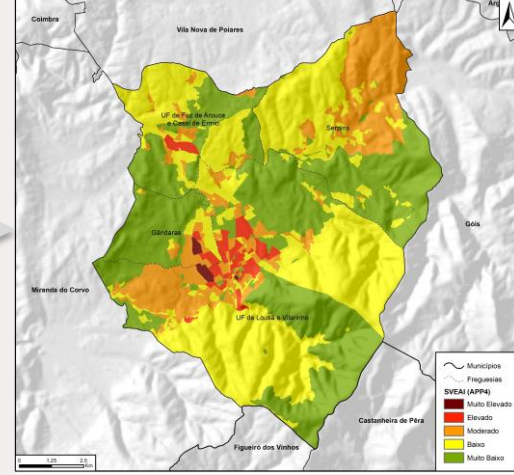 Coimbra
Vila Nova de Poiares
UF de Foz de Arouce
e Casal de Ermio
Serpins
Góis
Gândaras
Miranda do Corvo
UF de Lousã e Vilarinho
Castanheira de Pêra
Figueiró dos Vinhos
Municípios
Freguesias
SVEAI (APP4)
Muito Elevado
Elevado
Moderado
Baixo
Muito Baixo
0 1.25 2.5
Km